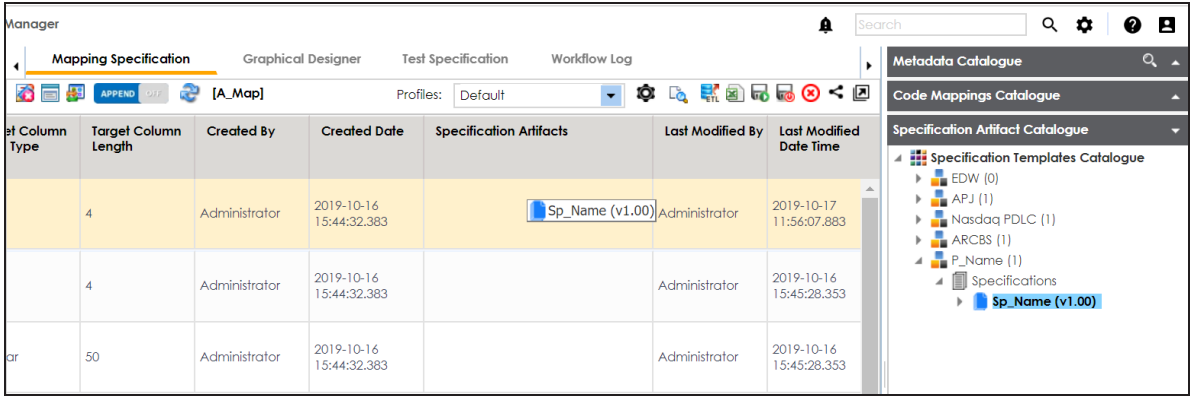 Manager
Search
Mapping Specification Graphical Designer Test Specification Workflow Log
Metadata Catalogue
APPEND OFF [A_Map] Profiles: Default
ETL
Code Mappings Catalogue
et Column Type Target Column Length Created By Created Date Specification Artifacts Last Modified By Last Modified Date Time
Specification Artifact Catalogue
Specification Templates Catalogue
EDW (0)
APJ (1)
Nasdaq PDLC (1)
ARCBS (1)
P_Name (1)
Specifications
Sp_Name (v1.00)
4 Administrator 2019-10-16 15:44:32.383 Sp_Name (v1.00) Administrator 2019-10-17 11:56:07.883
4 Administrator 2019-10-16 15:44:32.383 Administrator 2019-10-16 15:45:28.353
ar 50 Administrator 2019-10-16 15:44:32.383 Administrator 2019-10-16 15:45:28.353